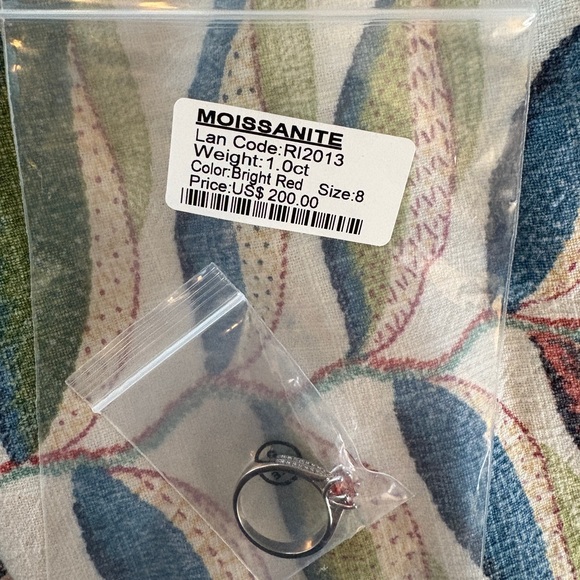 MOISSANITE
Lan Code:RI2013
Weight:1.0ct
Color:Bright Red Size:8
Price:US$ 200.00